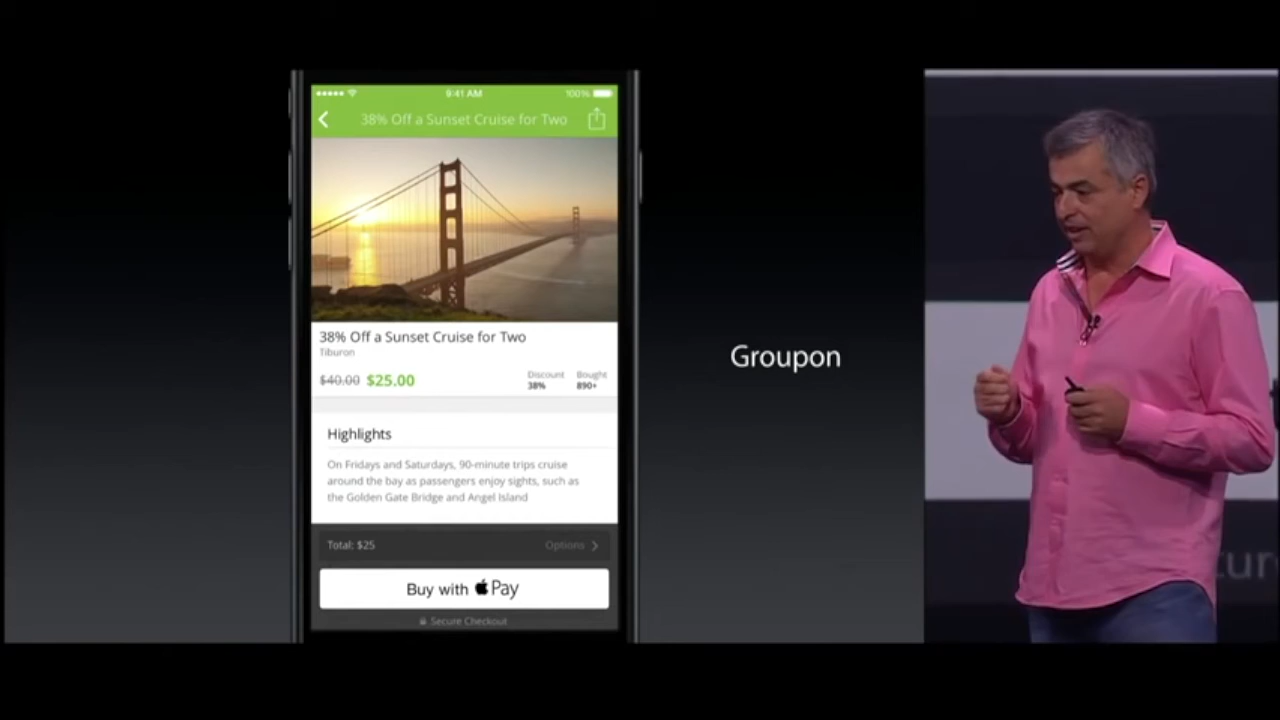 9:41 AM
100%
38% Off a Sunset Cruise for Two
38% Off a Sunset Cruise for Two
Tiburon
$40.00 $25.00
Discount
38%
Bought
890+
Highlights
On Fridays and Saturdays, 90-minute trips cruise
around the bay as passengers enjoy sights, such as
the Golden Gate Bridge and Angel Island
Total: $25
Options
Buy with Pay
Secure Checkout
Groupon